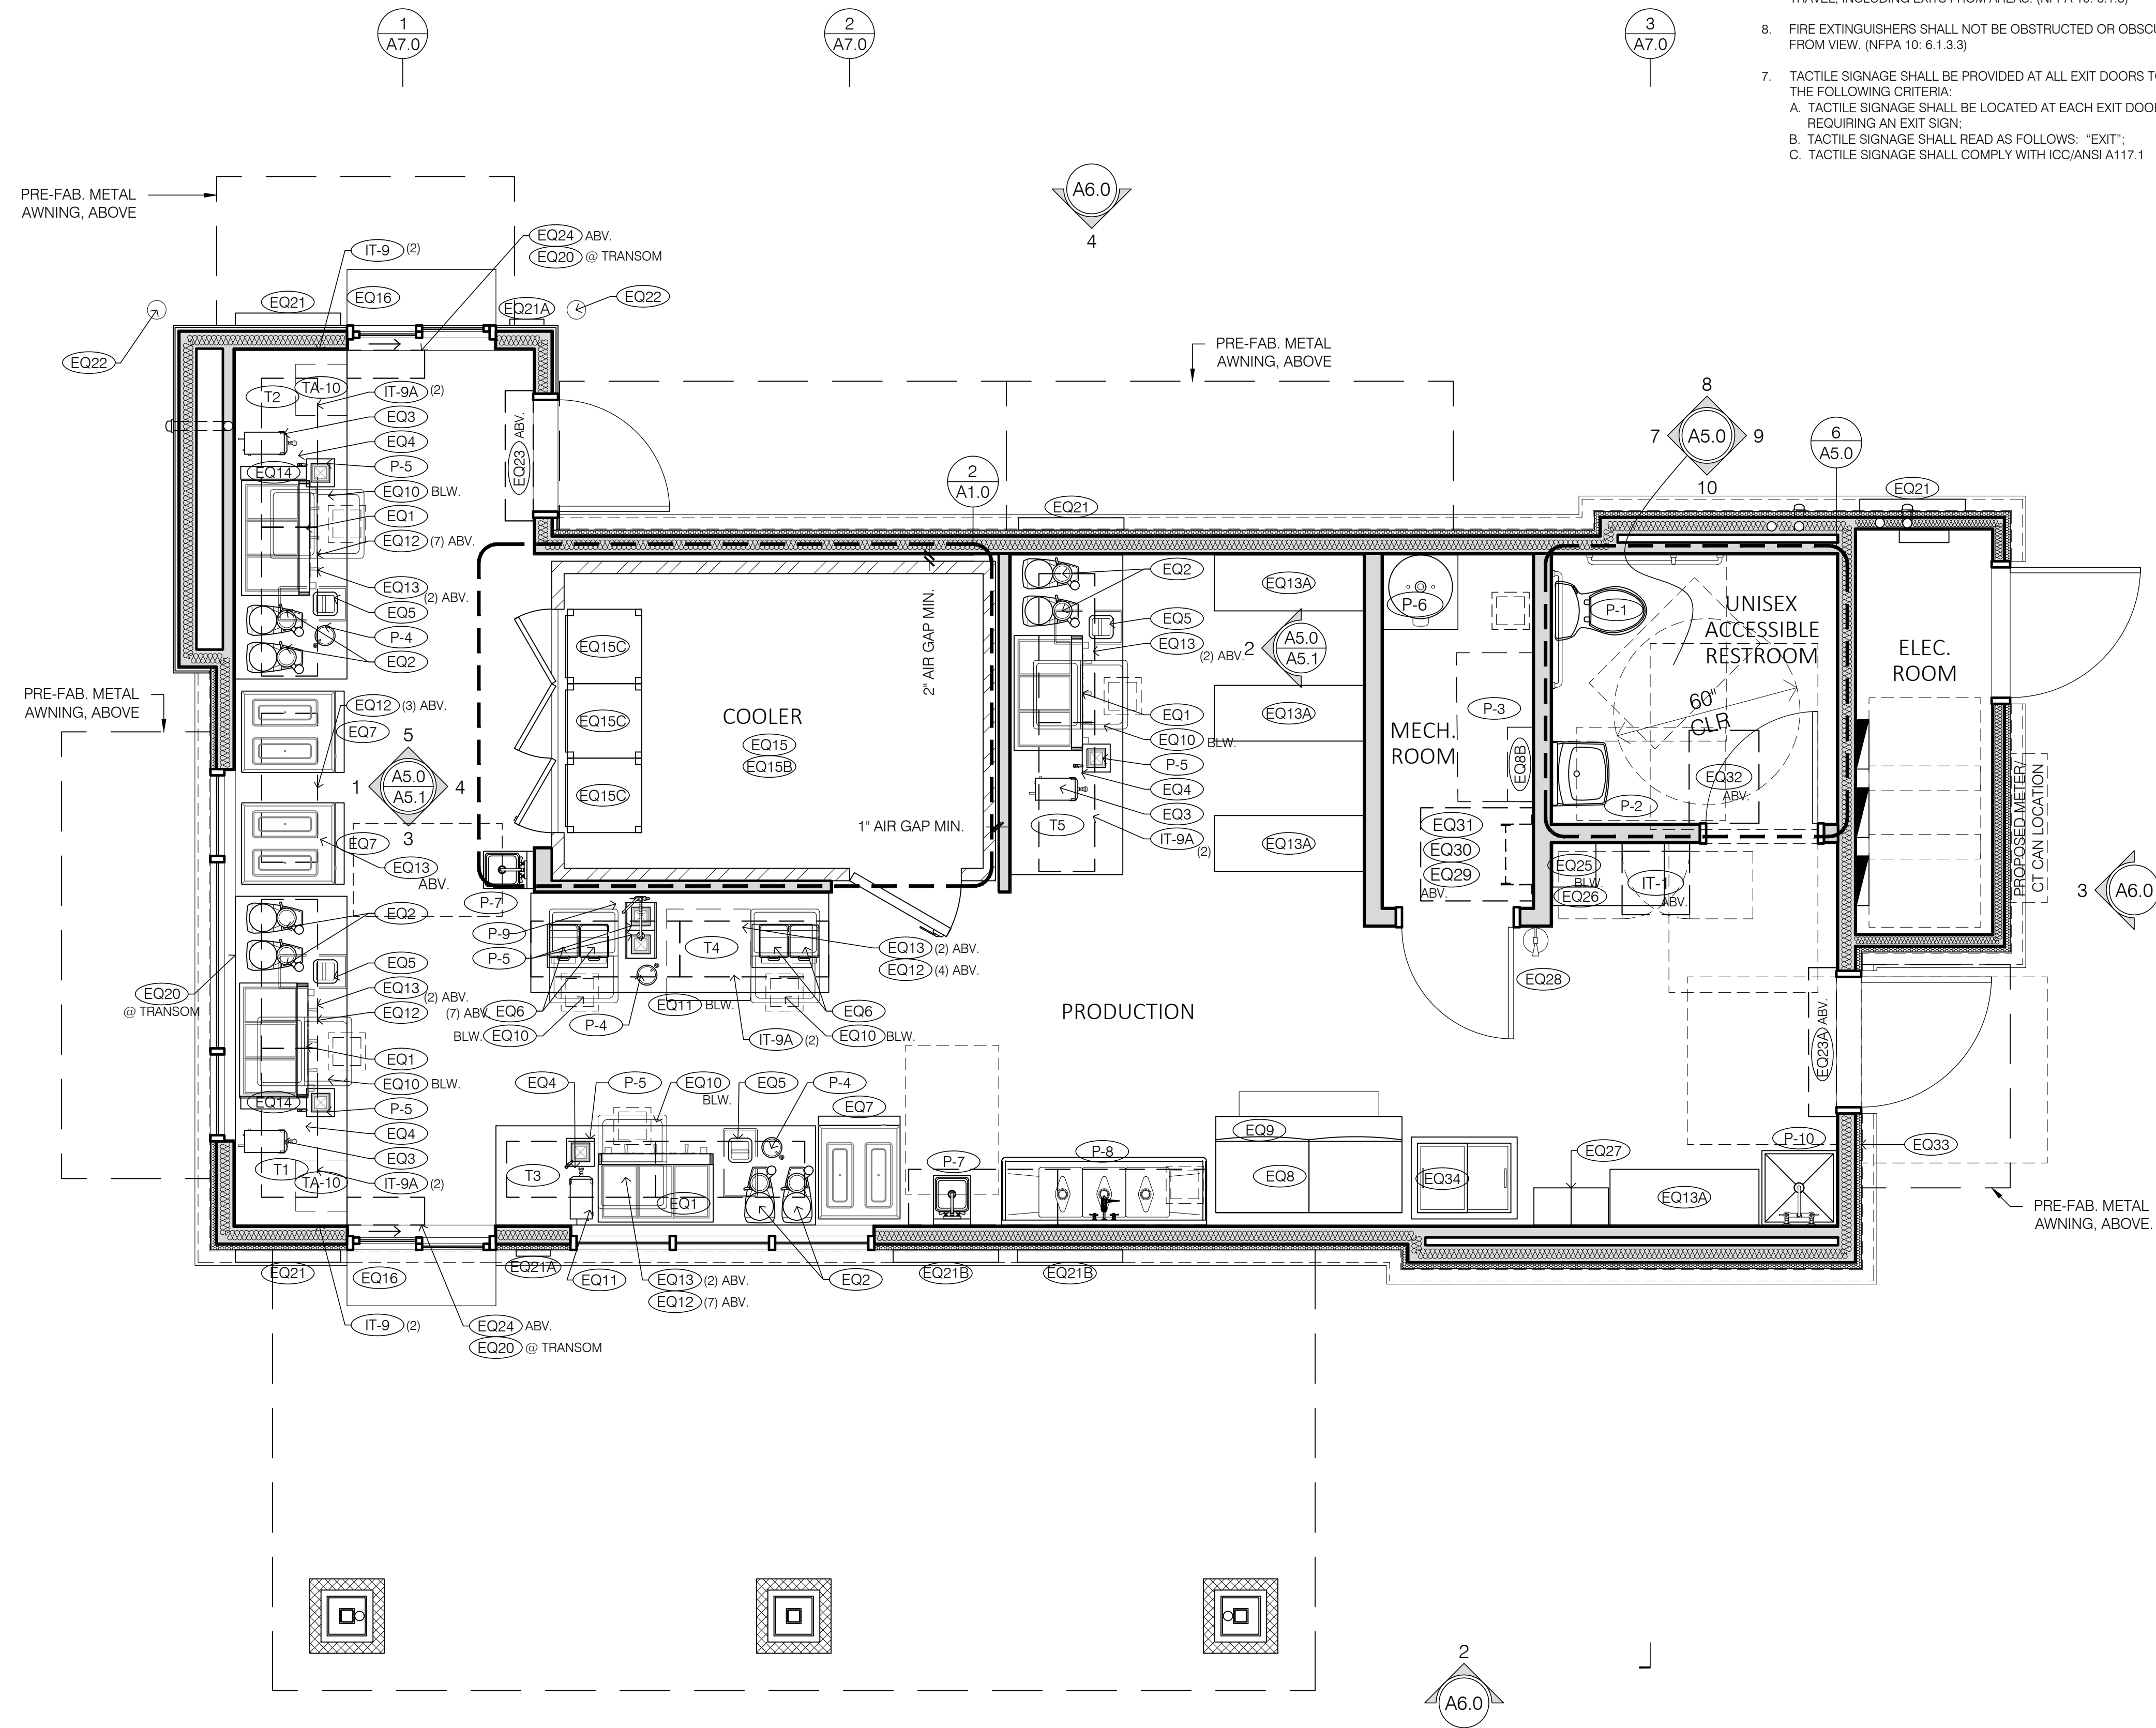 1
A7.0
2
A7.0
3
A7.0
8. FIRE EXTINGUISHERS SHALL NOT BE OBSTRUCTED OR
FROM VIEW. (NFPA 10: 6.1.3.3)
7. TACTILE SIGNAGE SHALL BE PROVIDED AT ALL EXIT DOORS
THE FOLLOWING CRITERIA:
A. TACTILE SIGNAGE SHALL BE LOCATED AT EACH EXIT
REQUIRING AN EXIT SIGN;
B. TACTILE SIGNAGE SHALL READ AS FOLLOWS: “EXIT”;
C. TACTILE SIGNAGE SHALL COMPLY WITH ICC/ANSI A117.1
PRE-FAB. METAL
AWNING, ABOVE
A6.0
4
IT-9 (2)
EQ24 ABV.
EQ20 @ TRANSOM
EQ21
EQ16
EQ21A
EQ22
EQ22
PRE-FAB. METAL
AWNING, ABOVE
T2
TA-10
IT-9A (2)
EQ3
EQ4
P-5
EQ14
EQ10 BLW.
EQ1
EQ12 (7) ABV.
EQ13
(2) ABV.
EQ5
P-4
EQ2
EQ23 ABV.
2
A1.0
8
7 A5.0 9
10
6
A5.0
EQ21
EQ21
PRE-FAB. METAL
AWNING, ABOVE
EQ12 (3) ABV.
EQ7
5
1 A5.0 4
A5.1
3
EQ7
EQ13
ABV.
EQ15C
EQ15C
EQ15C
COOLER
EQ15
EQ15B
2" AIR GAP MIN.
1" AIR GAP MIN.
EQ2
EQ13A
EQ5
EQ13
(2) ABV.
2 A5.0
A5.1
EQ1
EQ13A
EQ10 BLW.
P-5
EQ4
EQ3
T5
IT-9A
(2)
EQ13A
P-6
P-3
MECH.
ROOM
EQ8B
EQ31
EQ30
EQ29
ABV.
P-1
UNISEX
ACCESSIBLE
RESTROOM
60"
CLR
P-2
EQ32
ABV.
ELEC.
ROOM
PROPOSED METER/
CT CAN LOCATION
3 A6.0
EQ25
BLW.
EQ26
IT-1
ABV.
EQ28
P-7
P-9
P-5
T4
EQ13 (2) ABV.
EQ12 (4) ABV.
EQ6
BLW. EQ10
P-4
EQ11 BLW.
IT-9A (2)
EQ6
EQ10 BLW.
PRODUCTION
EQ2
EQ5
EQ13
(2) ABV.
EQ12
(7) ABV.
EQ20
@ TRANSOM
EQ1
EQ10 BLW.
EQ14
P-5
EQ4
EQ3
T1
TA-10
IT-9A (2)
EQ4
P-5
EQ10
BLW.
EQ5
P-4
EQ7
T3
EQ1
P-7
P-8
EQ9
EQ8
EQ34
EQ27
EQ13A
P-10
EQ33
EQ23A ABV.
PRE-FAB. METAL
AWNING, ABOVE.
EQ21
EQ16
EQ21A
EQ11
EQ13 (2) ABV.
EQ12 (7) ABV.
EQ2
EQ21B
EQ21B
IT-9 (2)
EQ24 ABV.
EQ20 @ TRANSOM
2
A6.0